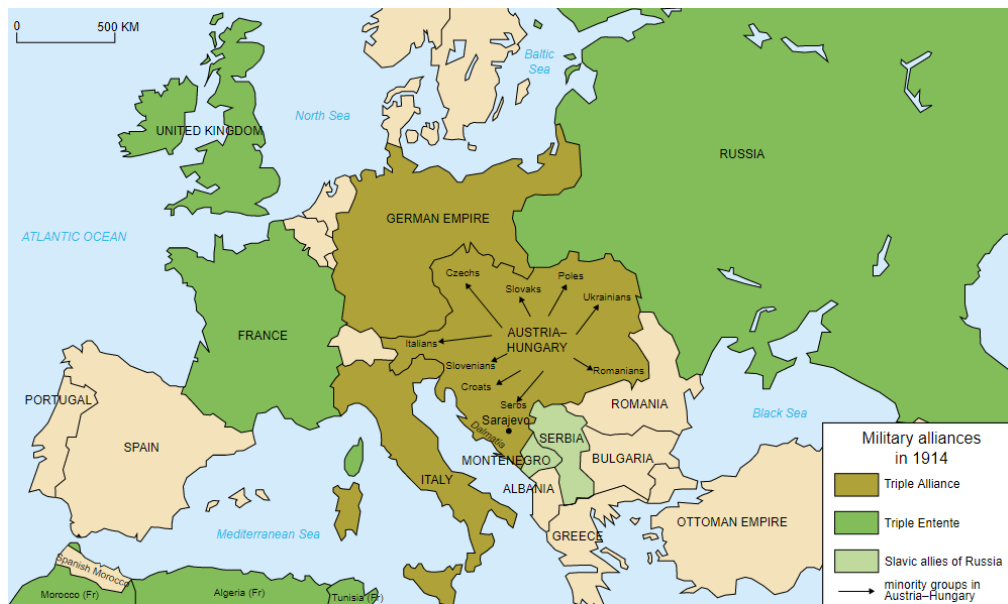 0 500 KM
Baltic
Sea
North Sea
UNITED KINGDOM
RUSSIA
ATLANTIC OCEAN
GERMAN EMPIRE
Czechs
Slovaks
Poles
Ukrainians
FRANCE
AUSTRIA–
HUNGARY
Italians
Slovenians
Romanians
Croats
Serbs
PORTUGAL
SPAIN
Sarajevo
Dalmatia
ROMANIA
Black Sea
SERBIA
MONTENEGRO
BULGARIA
ITALY
ALBANIA
GREECE
OTTOMAN EMPIRE
Mediterranean Sea
Spanish Morocco
Morocco (Fr)
Algeria (Fr)
Tunisia (Fr)
Military alliances
in 1914
Triple Alliance
Triple Entente
Slavic allies of Russia
minority groups in
Austria–Hungary